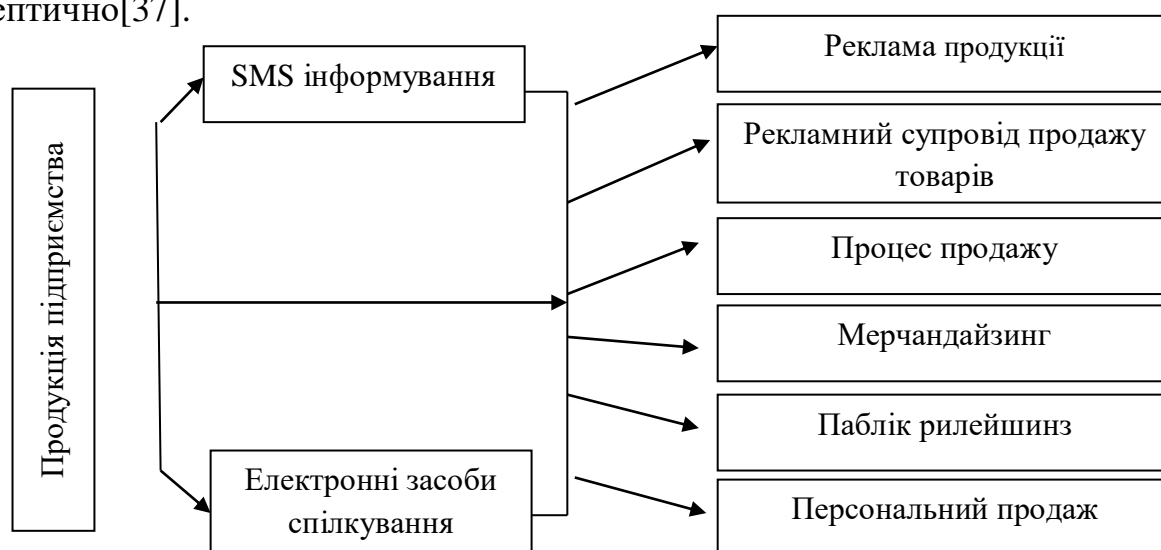 ептично[37].
Продукція підприємства
SMS інформування
Електронні засоби
спілкування
Реклама продукції
Рекламний супровід продажу
товарів
Процес продажу
Мерчандайзинг
Паблік рилейшинз
Персональний продаж